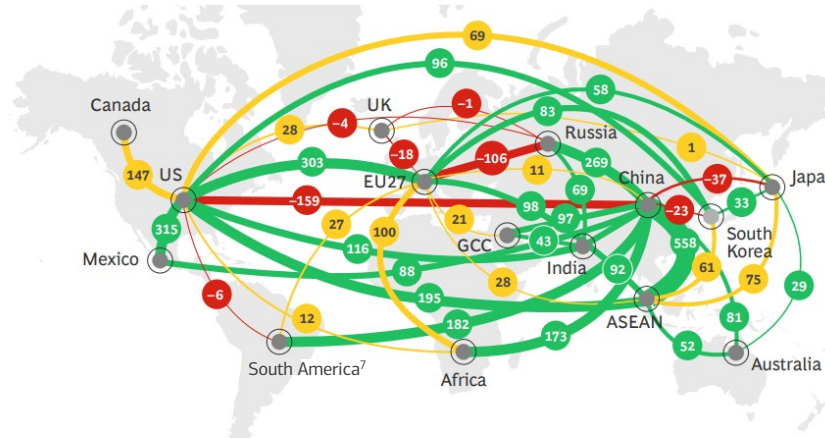 69
96
58
Canada
UK
–1
83
28
–4
Russia
147
US
303
–18
–106
269
1
EU27
11
China
–37
Japa
–159
98
69
33
27
21
97
–23
South
Korea
315
100
GCC
43
558
Mexico
116
India
61
88
92
75
28
29
–6
195
ASEAN
12
182
81
173
52
South America⁷
Africa
Australia